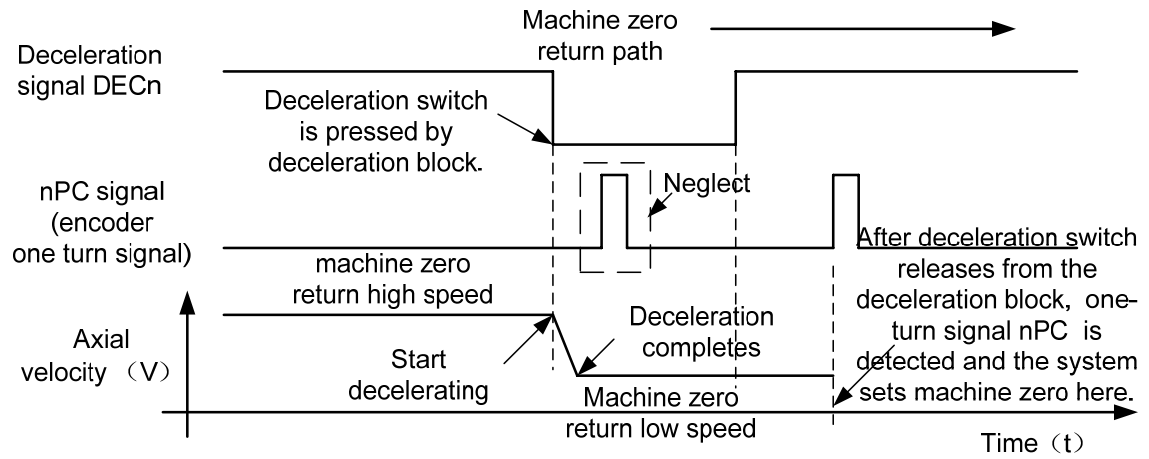 Machine zero
return path
Deceleration
signal DECn
Deceleration switch
is pressed by
deceleration block.
nPC signal
(encoder
one turn signal)
Neglect
After deceleration switch
releases from the
deceleration block, one-
turn signal nPC is
detected and the system
sets machine zero here.
machine zero
return high speed
Axial
velocity （V）
Start
decelerating
Deceleration
completes
Machine zero
return low speed
Time（t）